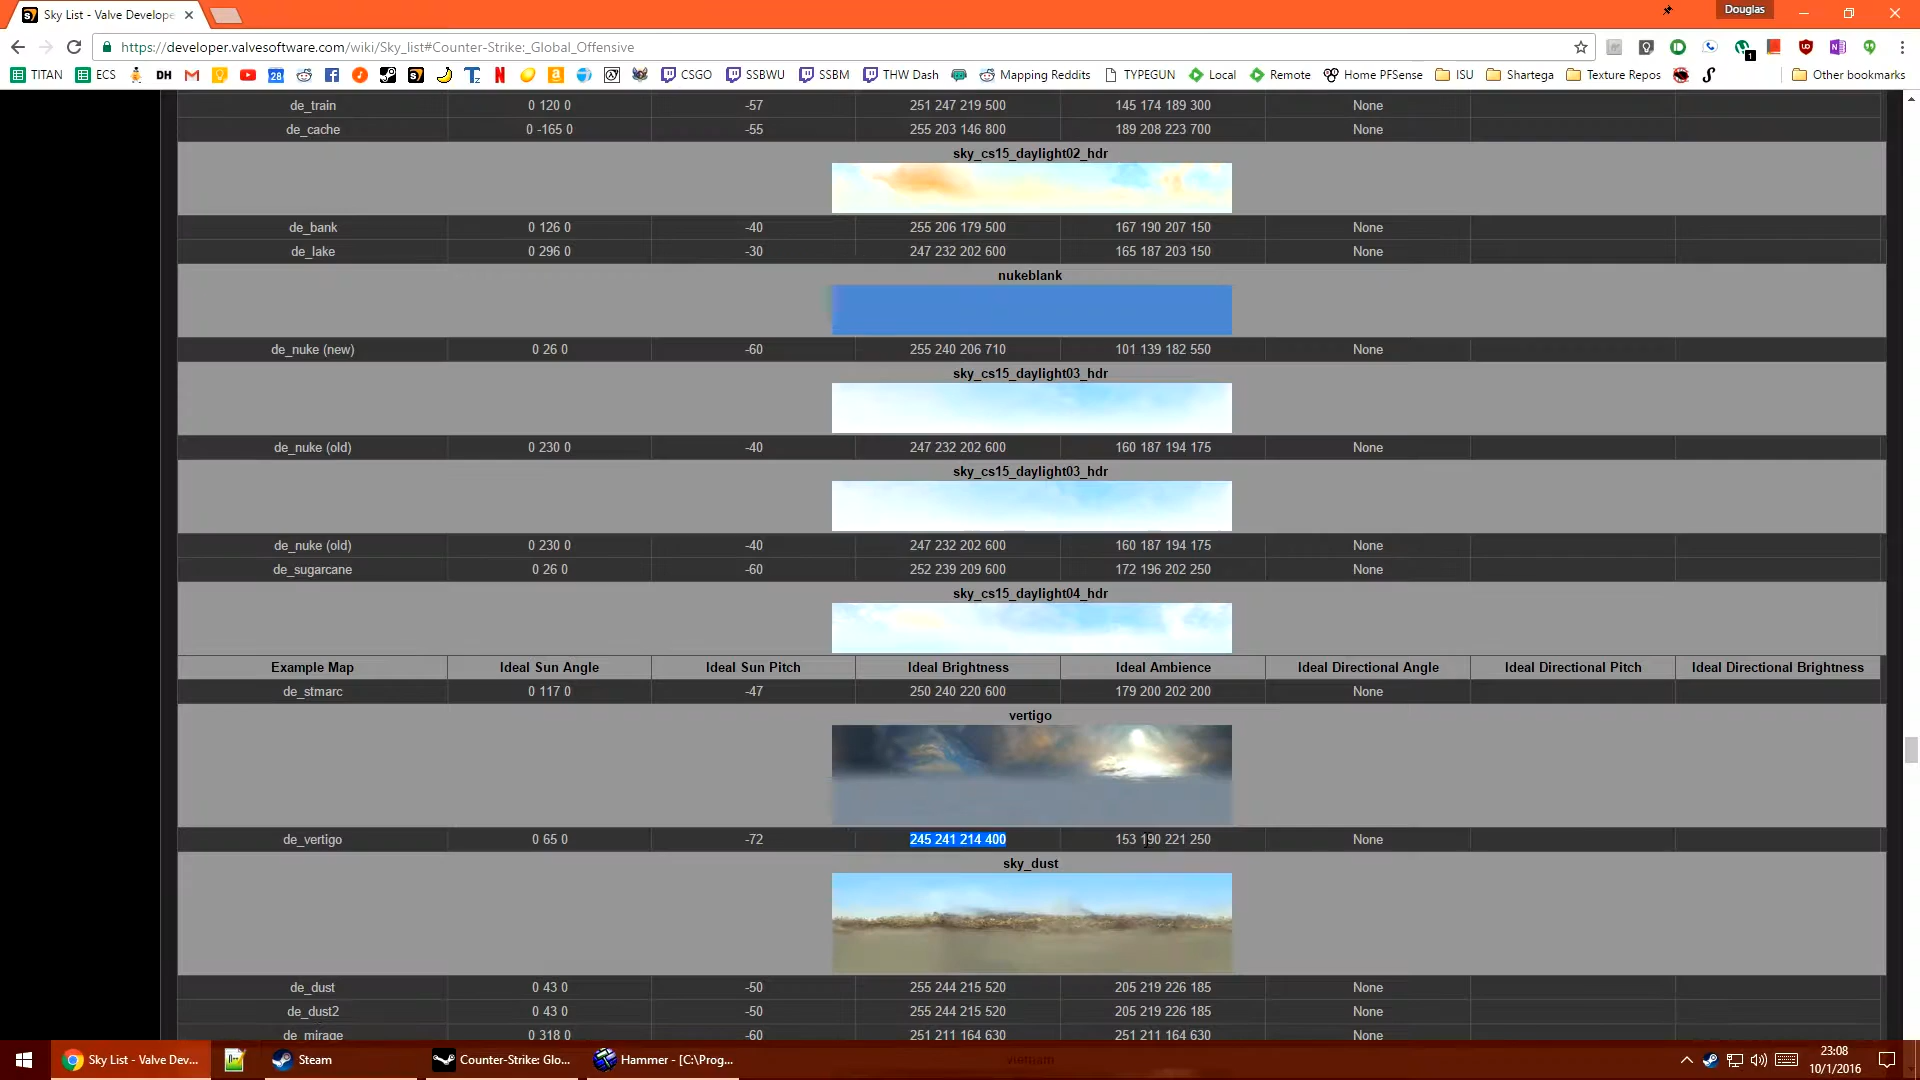 Sky List - Valve Develope
Douglas
https://developer.valvesoftware.com/wiki/Sky_list#Counter-Strike:_Global_Offensive
TITAN ECS DH 28 CSGO SSBWU SSBM THW Dash Mapping Reddits TYPEGUN Local Remote Home PFSense ISU Shartega Texture Repos Other bookmarks
de_train 0 120 0 -57 251 247 219 500 145 174 189 300 None
de_cache 0 -165 0 -55 255 203 146 800 189 208 223 700 None
sky_cs15_daylight02_hdr
de_bank 0 126 0 -40 255 206 179 500 167 190 207 150 None
de_lake 0 296 0 -30 247 232 202 600 165 187 203 150 None
nukeblank
de_nuke (new) 0 26 0 -60 255 240 206 710 101 139 182 550 None
sky_cs15_daylight03_hdr
de_nuke (old) 0 230 0 -40 247 232 202 600 160 187 194 175 None
sky_cs15_daylight03_hdr
de_nuke (old) 0 230 0 -40 247 232 202 600 160 187 194 175 None
de_sugarcane 0 26 0 -60 252 239 209 600 172 196 202 250 None
sky_cs15_daylight04_hdr
Example Map Ideal Sun Angle Ideal Sun Pitch Ideal Brightness Ideal Ambience Ideal Directional Angle Ideal Directional Pitch Ideal Directional Brightness
de_stmarc 0 117 0 -47 250 240 220 600 179 200 202 200 None
vertigo
de_vertigo 0 65 0 -72 245 241 214 400 153 190 221 250 None
sky_dust
de_dust 0 43 0 -50 255 244 215 520 205 219 226 185 None
de_dust2 0 43 0 -50 255 244 215 520 205 219 226 185 None
de_mirage 0 318 0 -60 251 211 164 630 251 211 164 630 None
vietnam
Sky List - Valve Dev... Steam Counter-Strike: Glo... Hammer - [C:\Prog...
23:08
10/1/2016